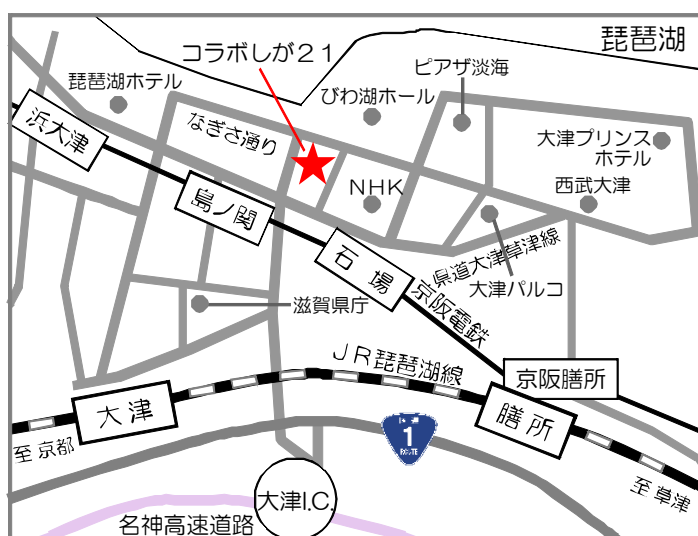 琵琶湖
コラボしが２１
ピアザ淡海
琵琶湖ホテル
びわ湖ホール
浜大津
なぎさ通り
大津プリンス
ホテル
NHK
西武大津
島ノ関
石場
県道大津草津線
大津パルコ
滋賀県庁
京阪電鉄
ＪＲ琵琶湖線
京阪膳所
大津
膳所
1
ROUTE
至京都
至草津
大津I.C.
名神高速道路